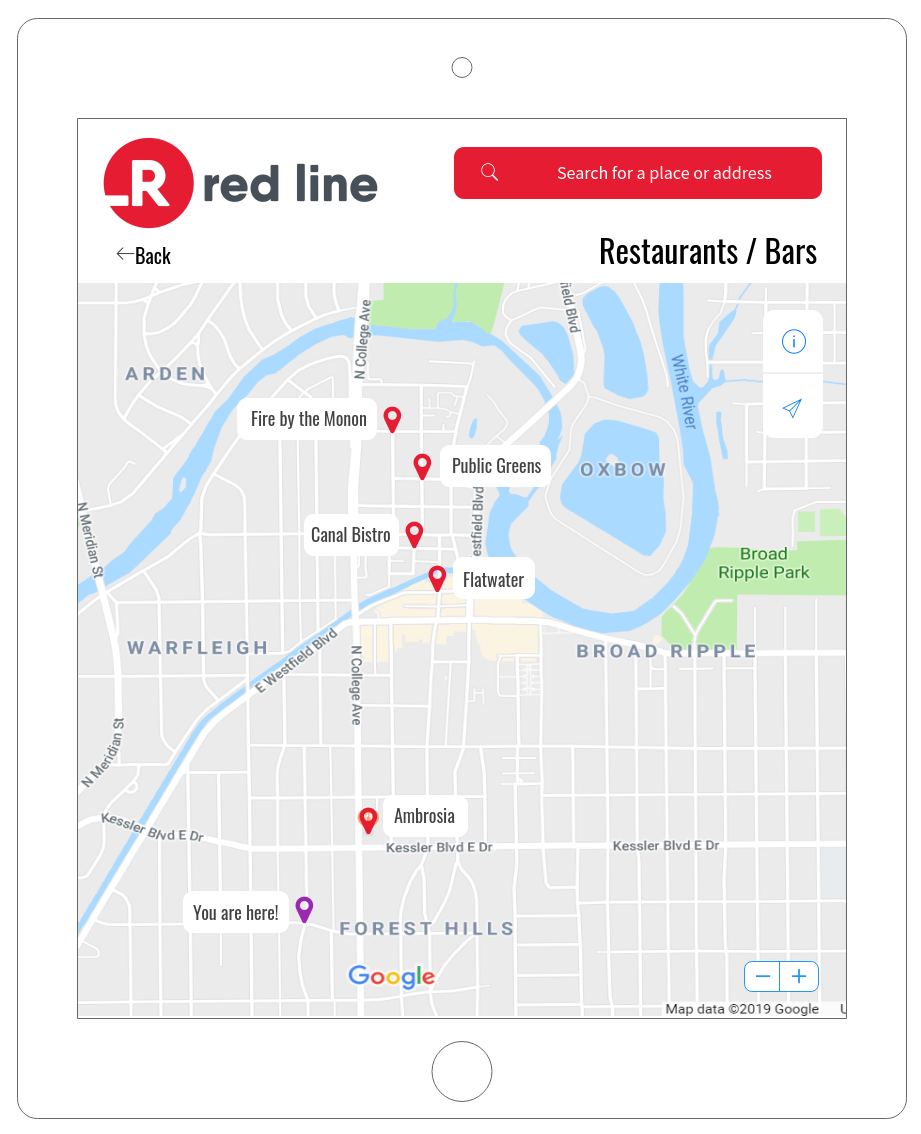 R red line
Search for a place or address
Back
Restaurants / Bars
N College Ave
field Blvd
White River
ARDEN
Fire by the Monon
Public Greens
OXBOW
N Meridian St
estfield Blvd
Canal Bistro
Flatwater
Broad
Ripple Park
WARFLEIGH
E Westfield Blvd
N College Ave
BROAD RIPPLE
N Meridian St
Ambrosia
Kessler Blvd E Dr
Kessler Blvd E Dr
Kessler Blvd E Dr
You are here!
FOREST HILLS
Google
Map data ©2019 Google